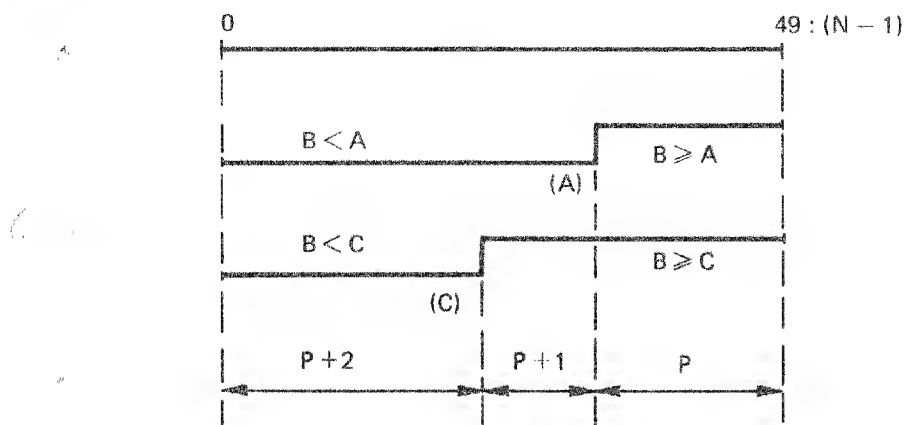 0 49 : (N − 1)
B < A
B ⩾ A
(A)
B < C
B ⩾ C
(C)
P + 2 P + 1 P